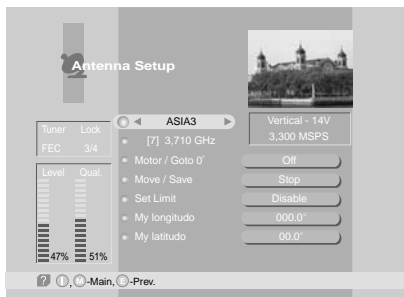 Antenna Setup
ASIA3
Vertical - 14V
Tuner Lock
[7] 3,710 GHz
3,300 MSPS
FEC 3/4
Motor / Goto 0°
Off
Level Qual.
Move / Save
Stop
Set Limit
Disable
My longitudo
000.0°
My latitudo
00.0°
47% 51%
? I, M-Main, E-Prev.